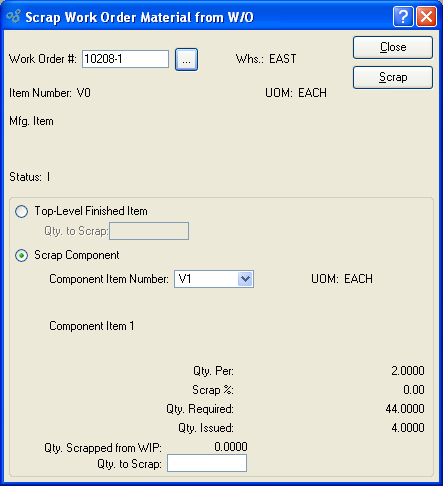 Scrap Work Order Material from W/O
Close
Work Order #: 10208-1 ... Whs.: EAST
Scrap
Item Number: V0 UOM: EACH
Mfg. Item
Status: I
Top-Level Finished Item
Qty. to Scrap:
Scrap Component
Component Item Number: V1 UOM: EACH
Component Item 1
Qty. Per: 2.0000
Scrap %: 0.00
Qty. Required: 44.0000
Qty. Issued: 4.0000
Qty. Scrapped from WIP: 0.0000
Qty. to Scrap: